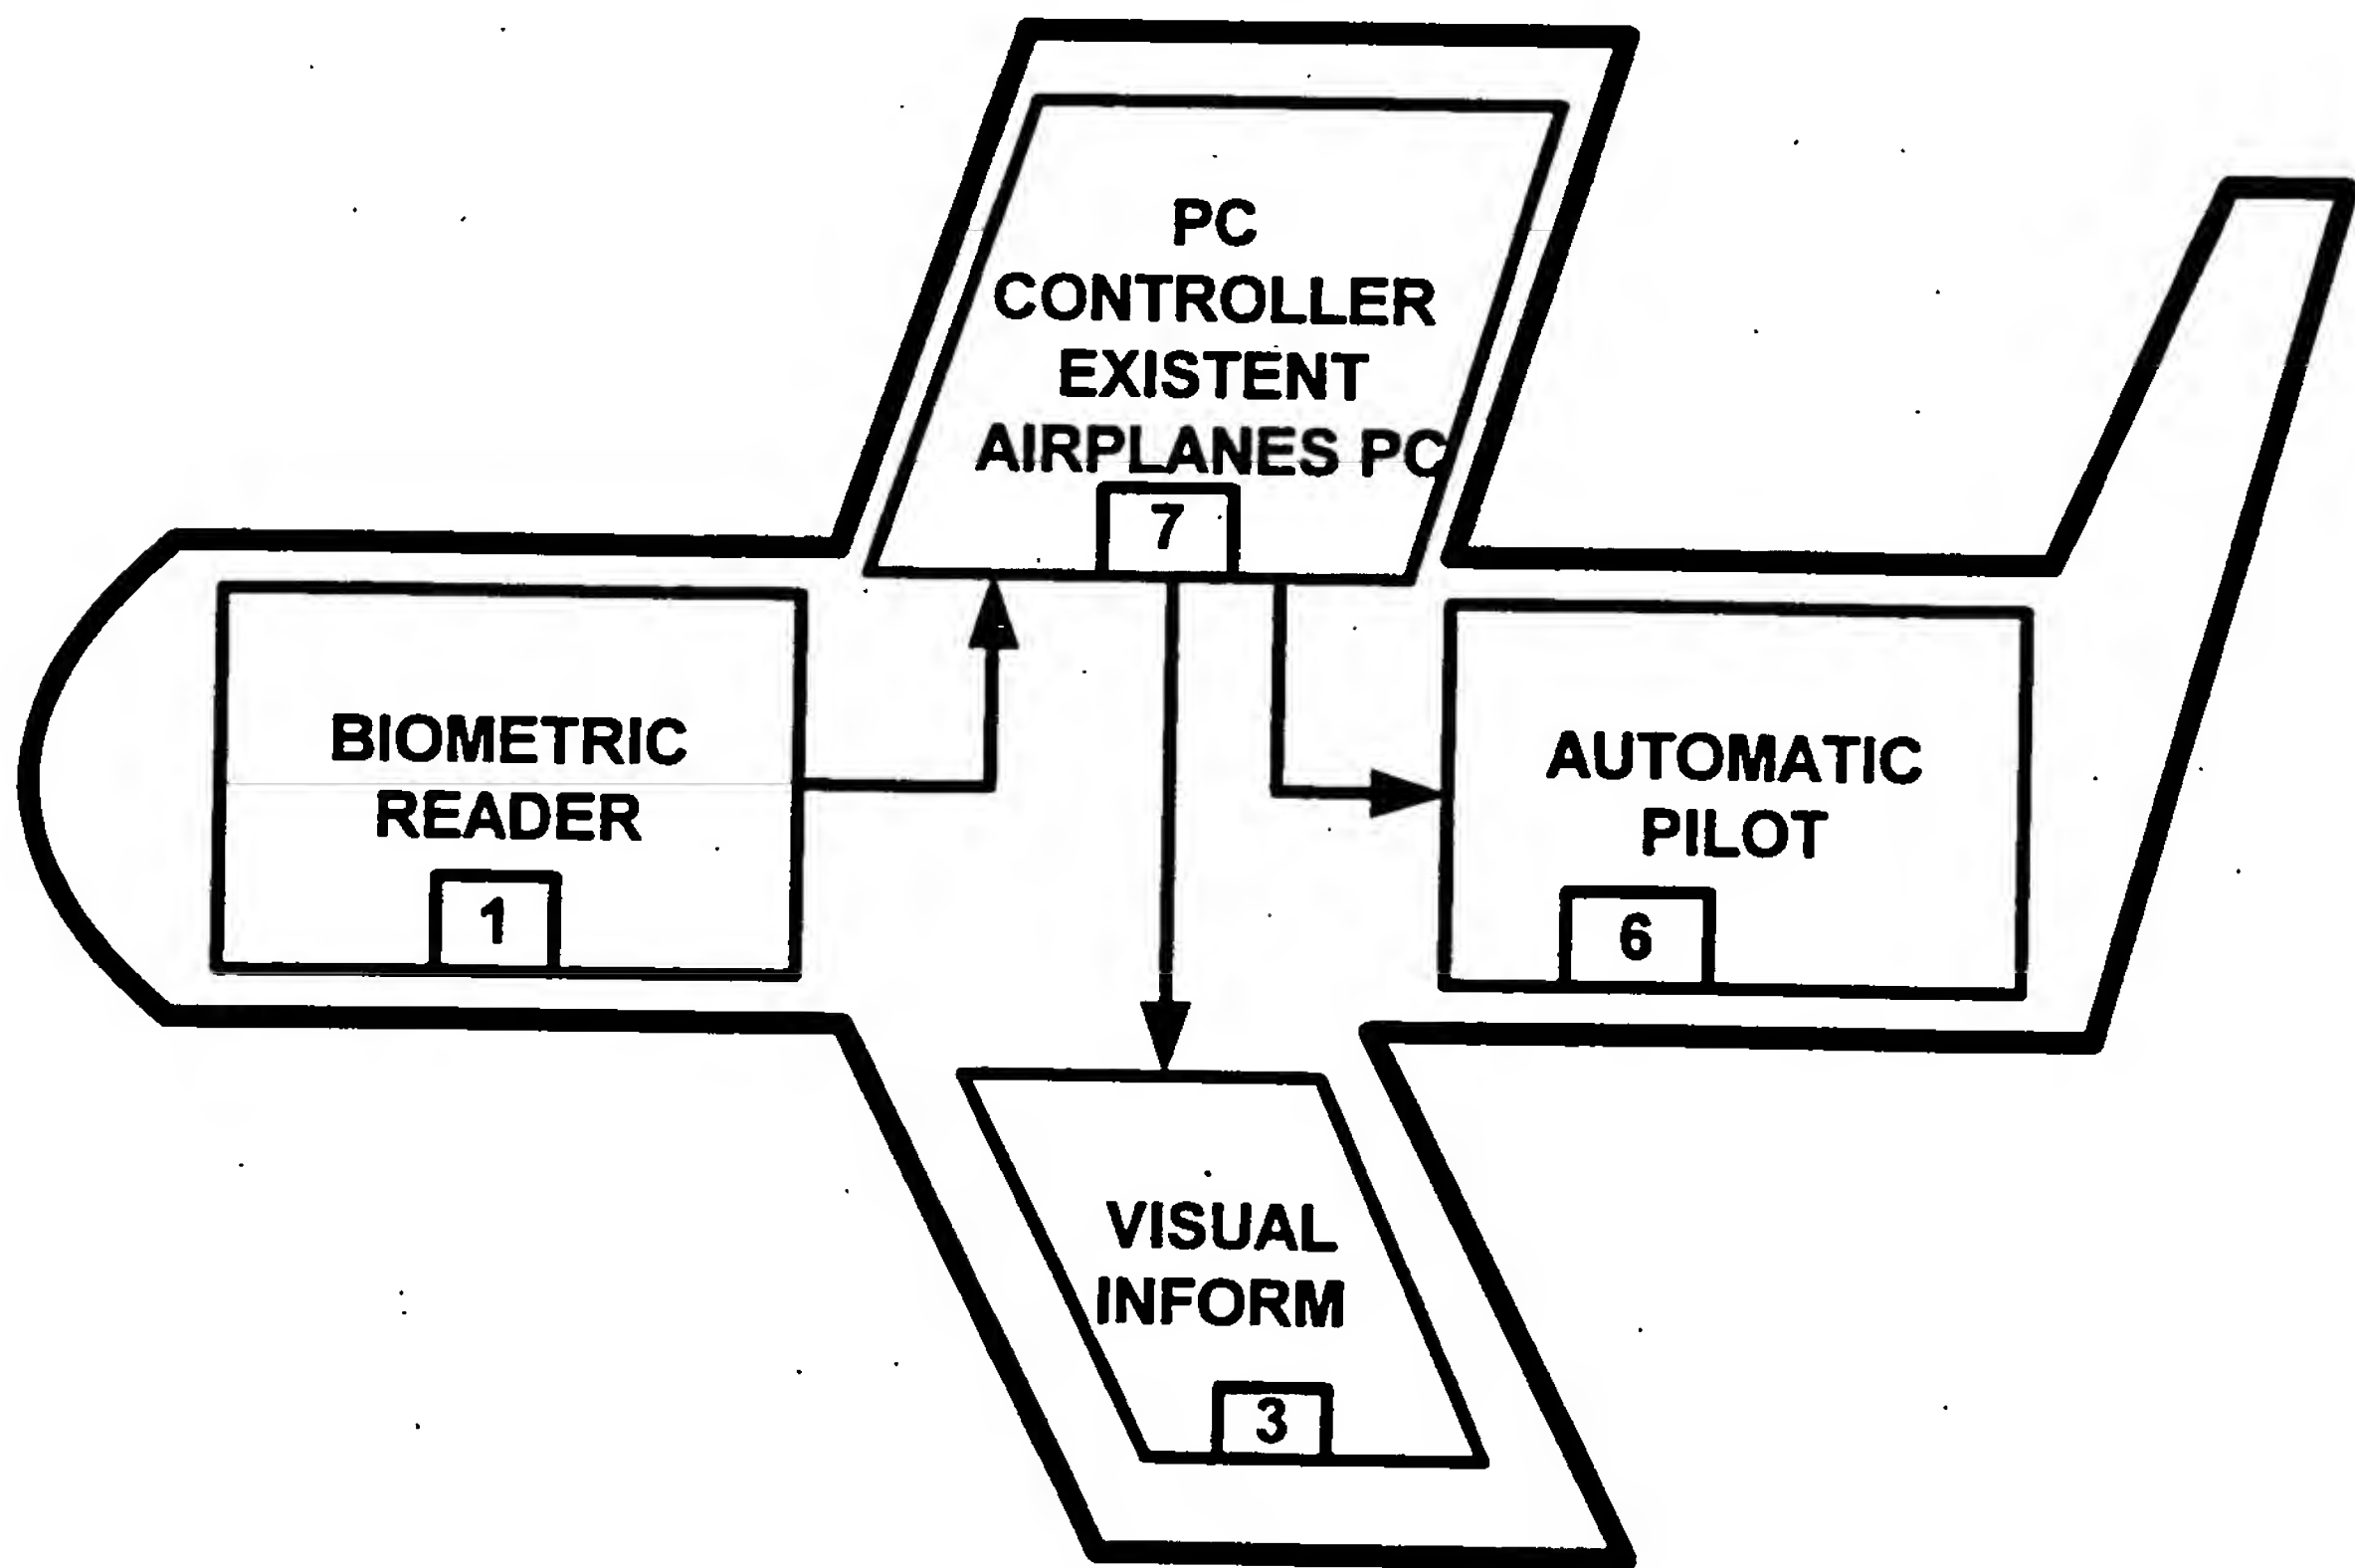 PC
CONTROLLER
EXISTENT
AIRPLANES PC
7
BIOMETRIC
READER
1
AUTOMATIC
PILOT
6
VISUAL
INFORM
3